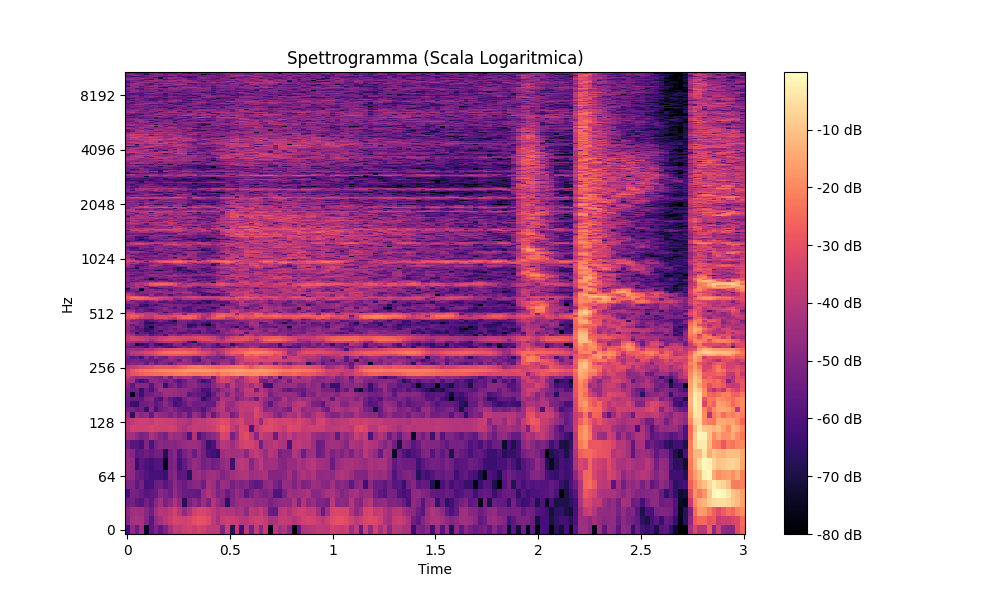 Spettrogramma (Scala Logaritmica)
Hz
8192
4096
2048
1024
512
256
128
64
0
0 0.5 1 1.5 2 2.5 3
Time
-10 dB
-20 dB
-30 dB
-40 dB
-50 dB
-60 dB
-70 dB
-80 dB